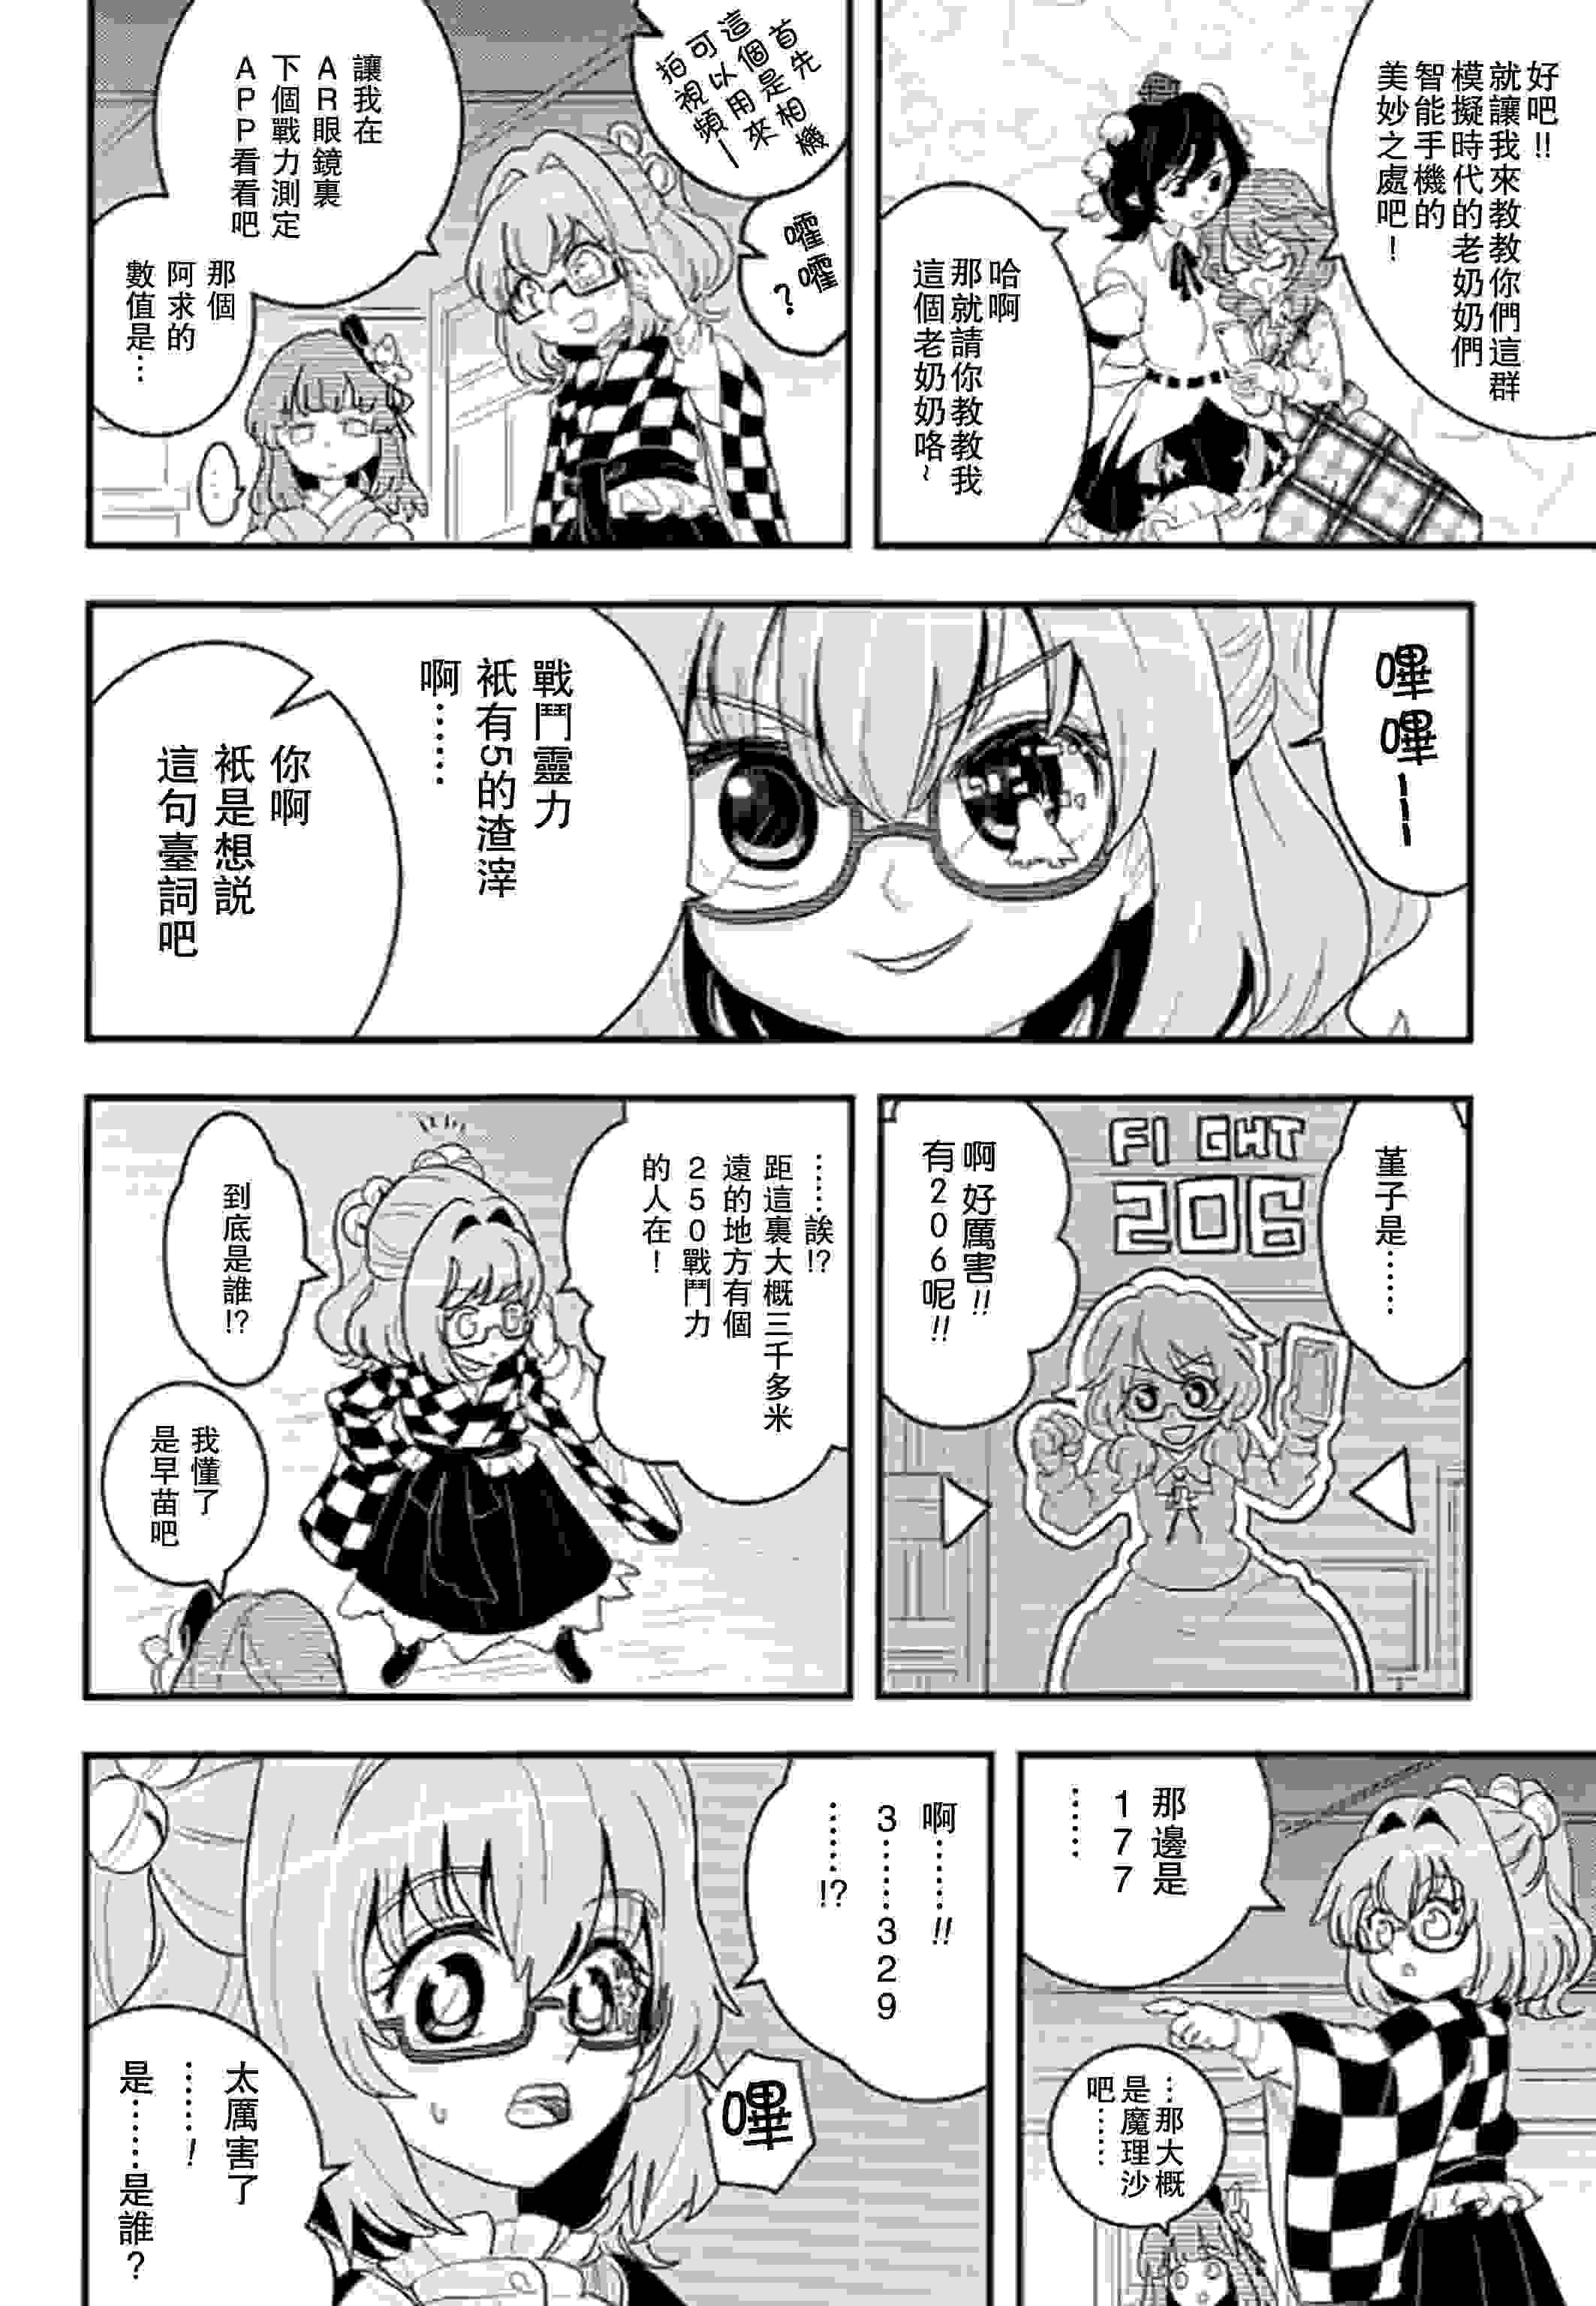 好吧!!
就讓我來教教你們這群
模擬時代的老奶奶們
智能手機的
美妙之處吧！
哈啊
那就請你教教我
這個老奶奶咯~
首先
這個是相機
可以用來
拍視頻—
嚯嚯
?
讓我在
AR眼鏡裏
下個戰力測定
APP看看吧
那個
阿求的
數值是…
…
嗶
嗶———
戰鬥靈力
衹有5的渣滓
啊……
你啊
衹是想説
這句臺詞吧
菫子是……
FIGHT
206
啊 好厲害!!
有206呢!!
……誒!?
距這裏大概三千多米
遠的地方有個
250戰鬥力
的人在！
到底是誰!?
我懂了
是早苗吧
那邊是
177
……
…那大概
是魔理沙
吧……
啊……!!
3……329
……!?
嗶
太厲害了
……！
是……是誰？